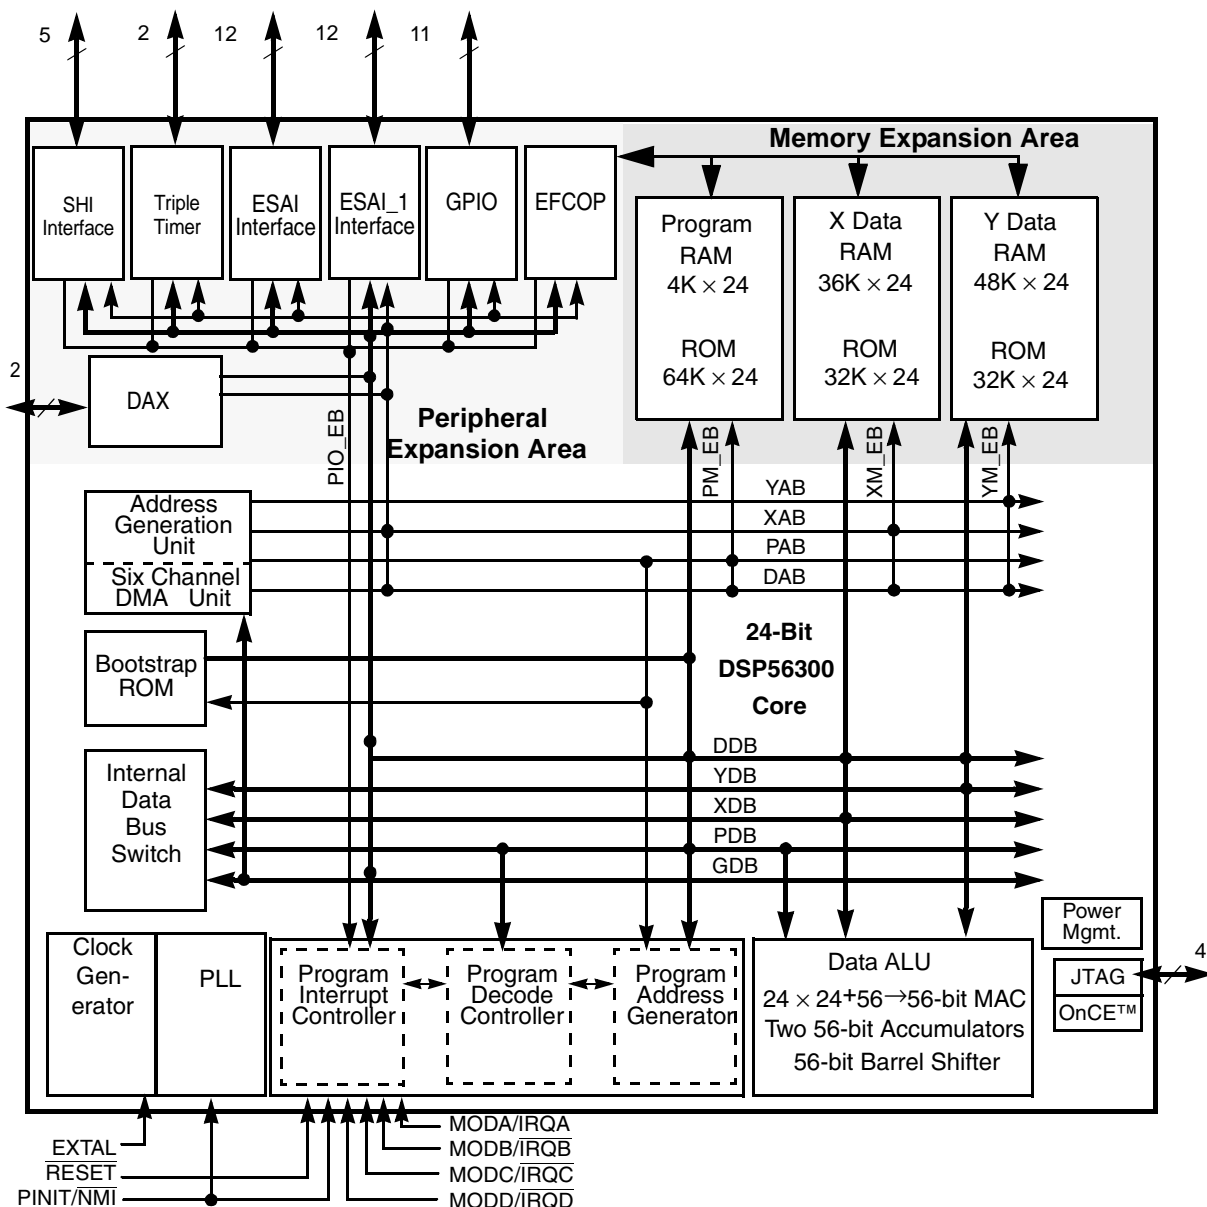 5
2
12
12
11
Memory Expansion Area
SHI
Interface
Triple
Timer
ESAI
Interface
ESAI_1
Interface
GPIO
EFCOP
Program
RAM
4K × 24
ROM
64K × 24
X Data
RAM
36K × 24
ROM
32K × 24
Y Data
RAM
48K × 24
ROM
32K × 24
2
DAX
Peripheral
Expansion Area
PIO_EB
PM_EB
XM_EB
YM_EB
Address
Generation
Unit
Six Channel
DMA Unit
YAB
XAB
PAB
DAB
24-Bit
DSP56300
Core
Bootstrap
ROM
Internal
Data
Bus
Switch
DDB
YDB
XDB
PDB
GDB
Clock
Gen-
erator
PLL
Program
Interrupt
Controller
Program
Decode
Controller
Program
Address
Generator
Data ALU
24 × 24+56→56-bit MAC
Two 56-bit Accumulators
56-bit Barrel Shifter
Power
Mgmt.
JTAG
OnCE™
4
EXTAL
RESET
PINIT/NMI
MODA/IRQA
MODB/IRQB
MODC/IRQC
MODD/IRQD